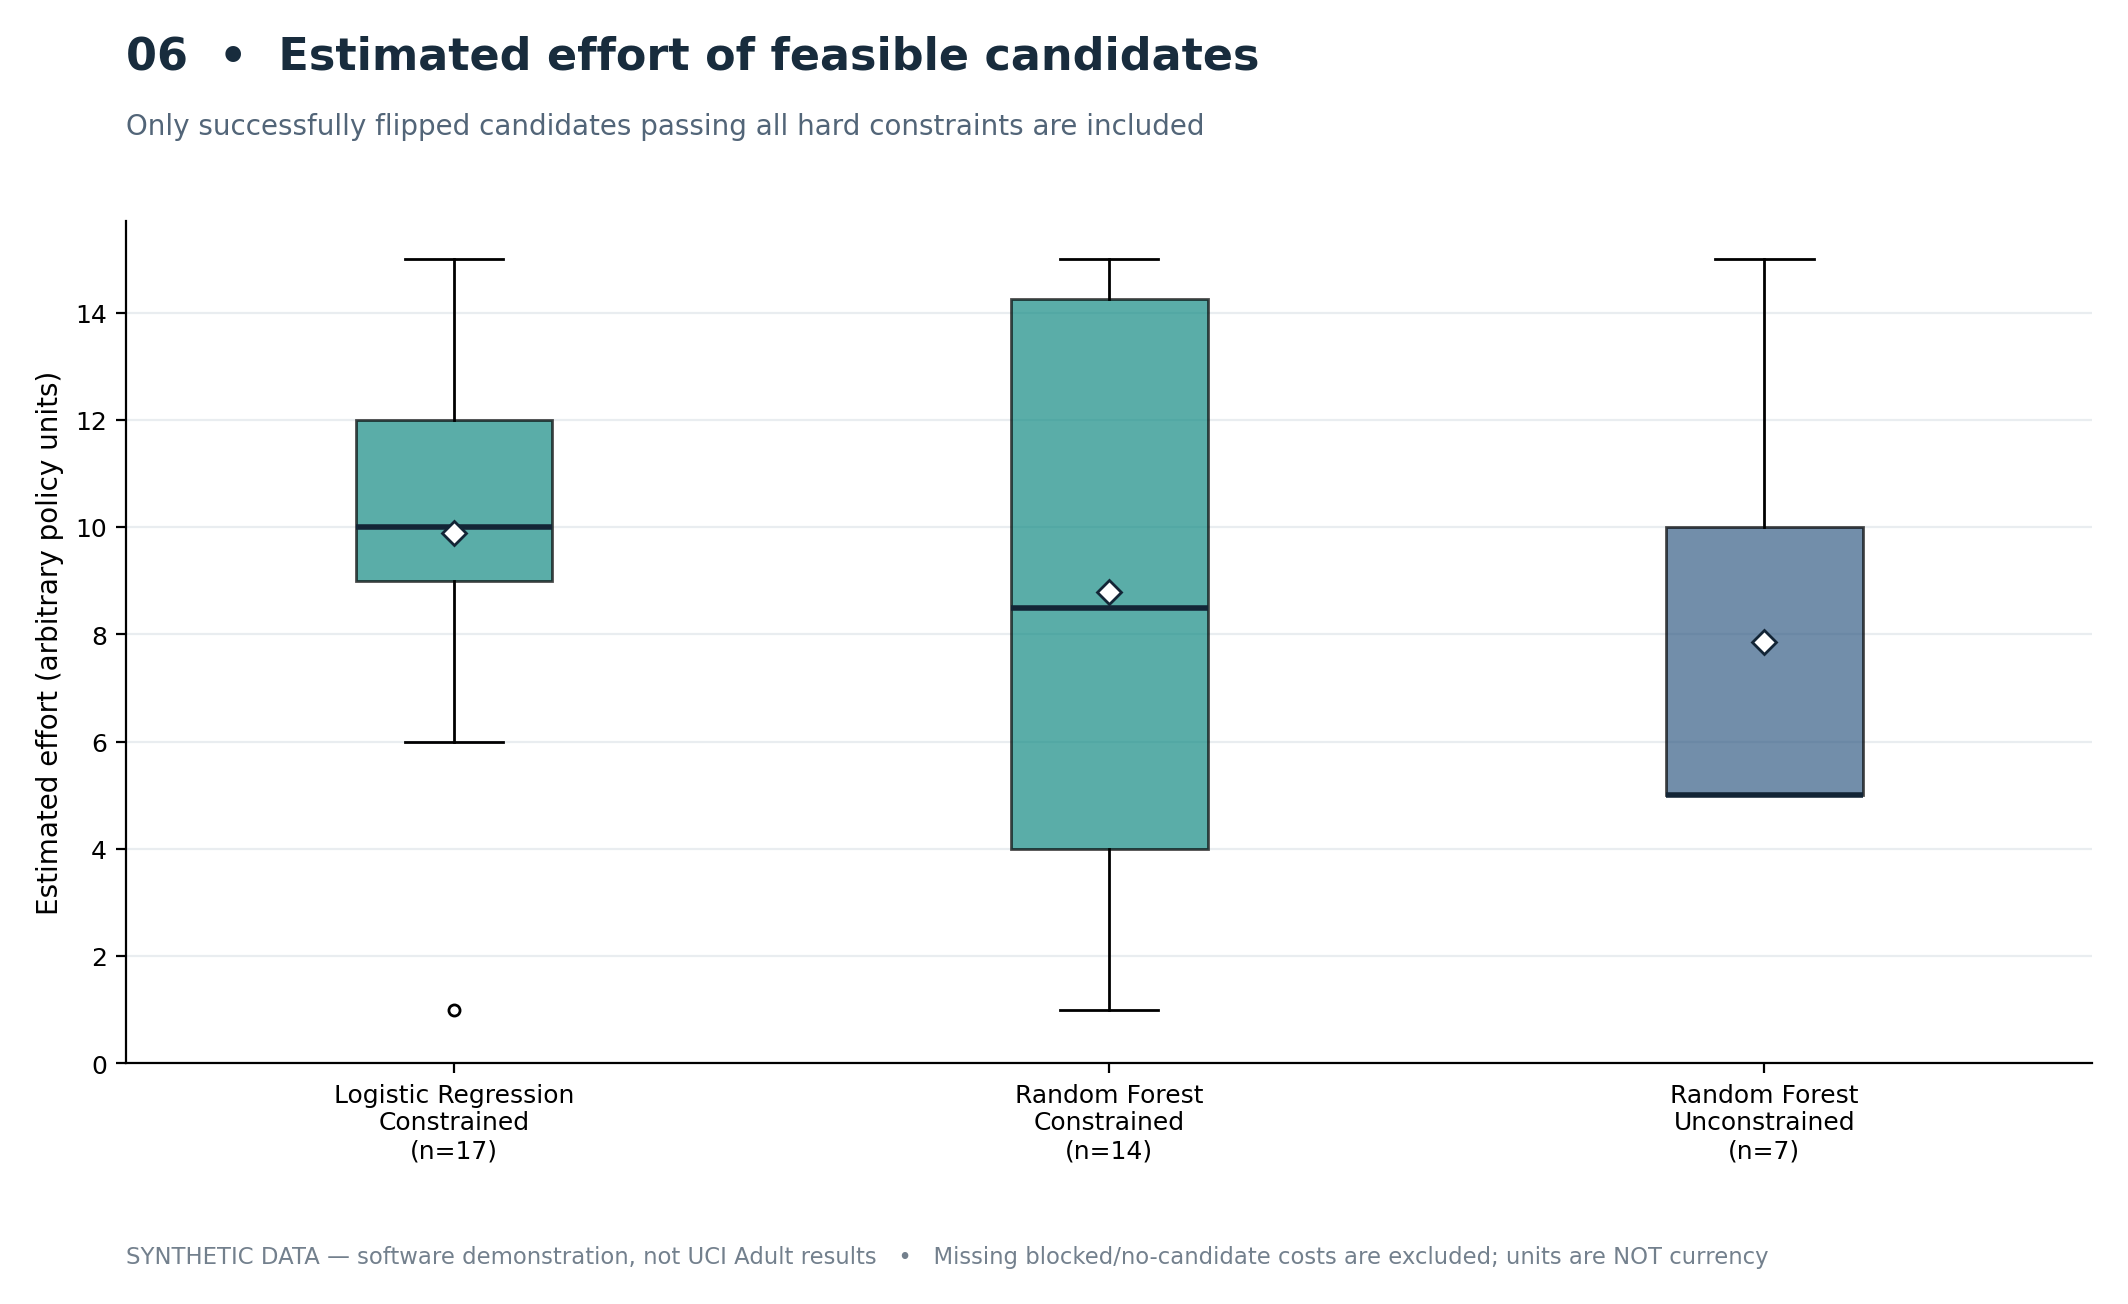 06 • Estimated effort of feasible candidates
Only successfully flipped candidates passing all hard constraints are included
Estimated effort (arbitrary policy units)
14
12
10
8
6
4
2
0
Logistic Regression
Constrained
(n=17)
Random Forest
Constrained
(n=14)
Random Forest
Unconstrained
(n=7)
SYNTHETIC DATA — software demonstration, not UCI Adult results • Missing blocked/no-candidate costs are excluded; units are NOT currency